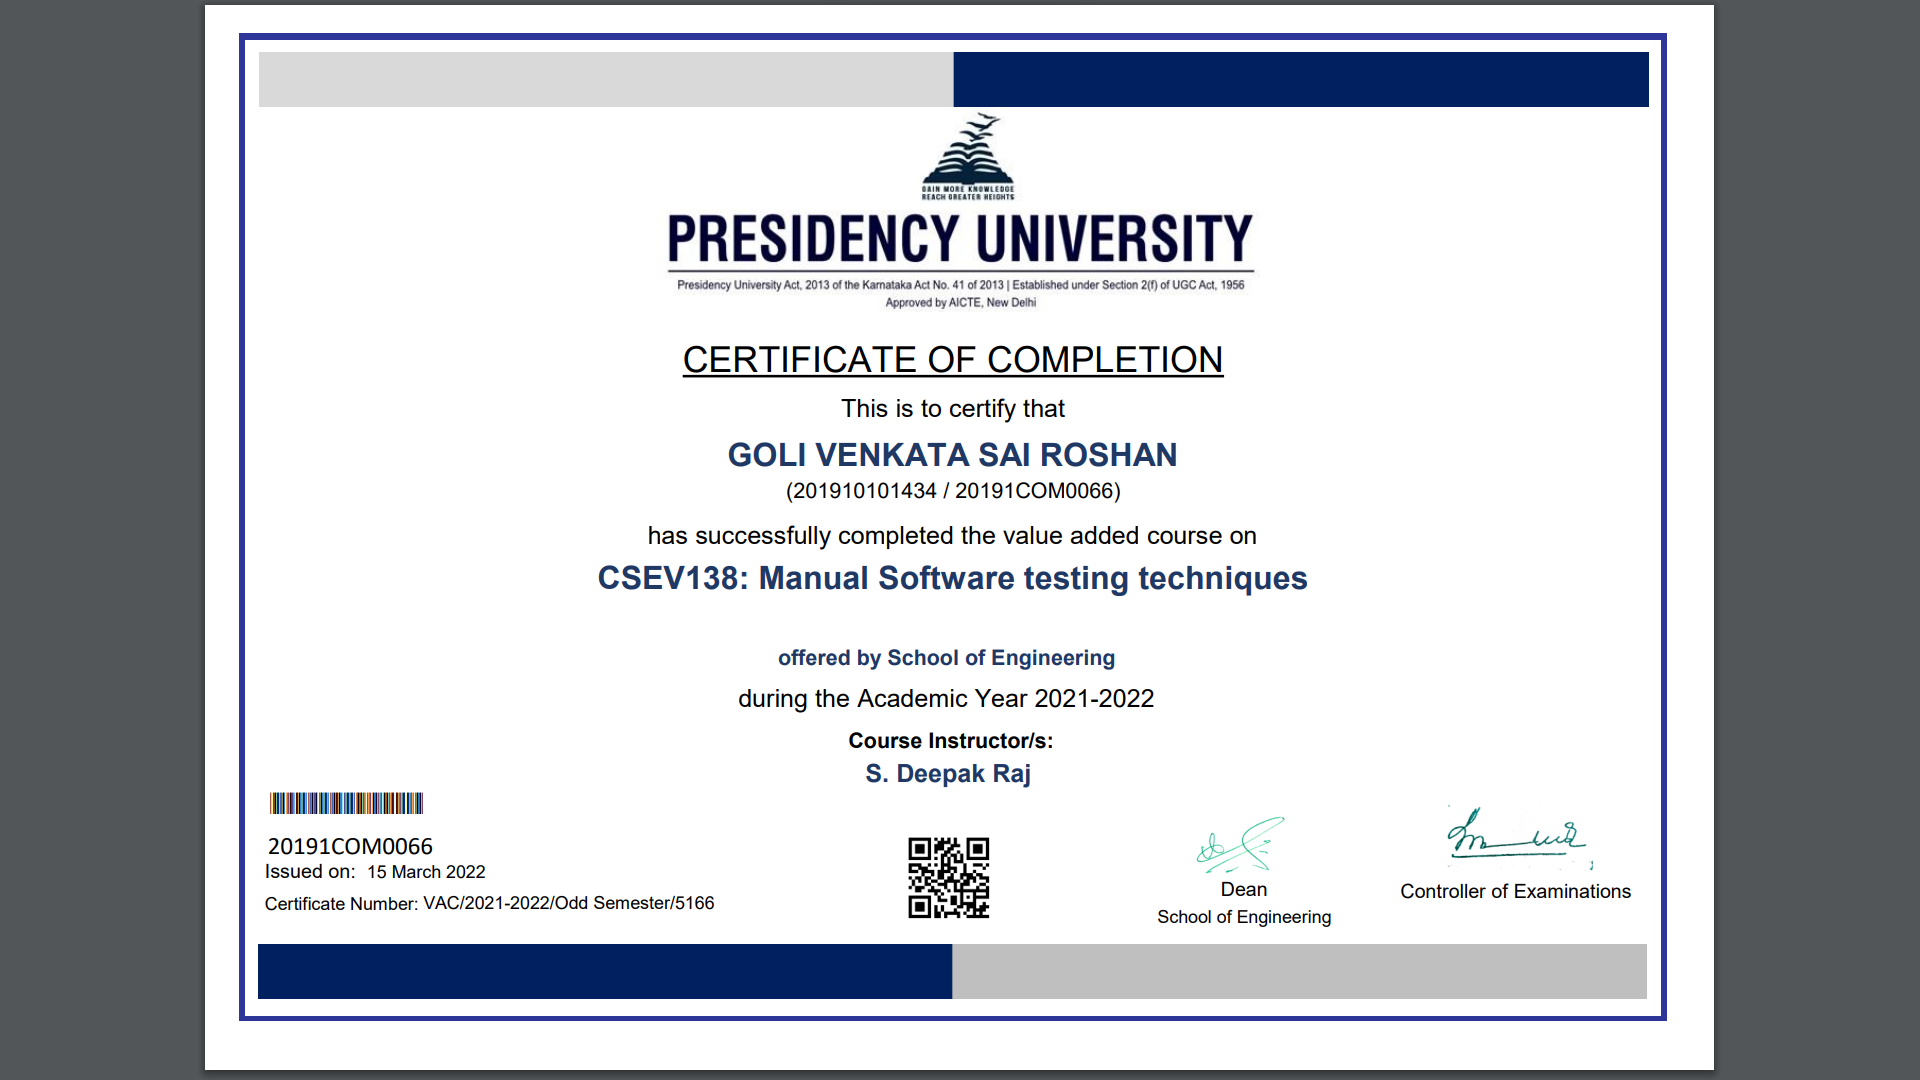 GAIN MORE KNOWLEDGE
REACH GREATER HEIGHTS
PRESIDENCY UNIVERSITY
Presidency University Act, 2013 of the Karnataka Act No. 41 of 2013 | Established under Section 2(f) of UGC Act, 1956
Approved by AICTE, New Delhi
CERTIFICATE OF COMPLETION
This is to certify that
GOLI VENKATA SAI ROSHAN
(201910101434 / 20191COM0066)
has successfully completed the value added course on
CSEV138: Manual Software testing techniques
offered by School of Engineering
during the Academic Year 2021-2022
Course Instructor/s:
S. Deepak Raj
20191COM0066
Issued on: 15 March 2022
Certificate Number: VAC/2021-2022/Odd Semester/5166
Dean
School of Engineering
Controller of Examinations